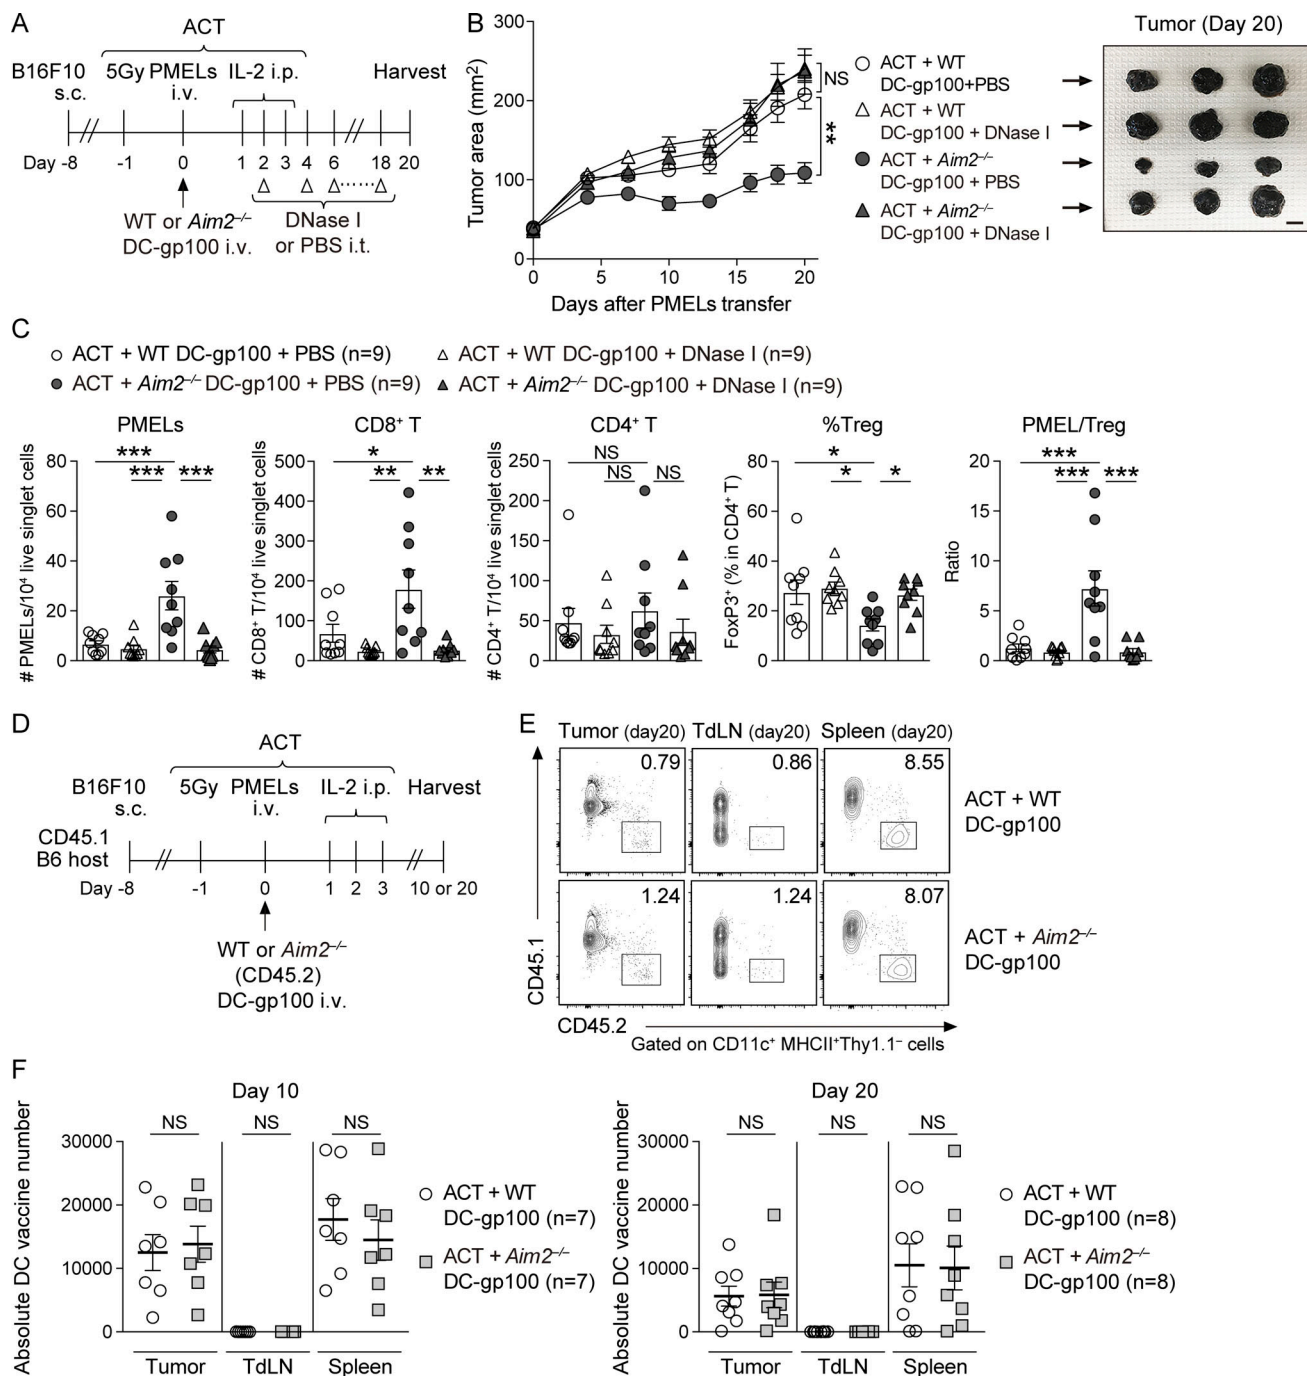 A
ACT
B16F10 s.c.
5Gy PMELs i.v.
IL-2 i.p.
Harvest
Day -8 -1 0 1 2 3 4 6 18 20
WT or Aim2–/–
DC-gp100 i.v.
DNase I
or PBS i.t.
B
Tumor area (mm2)
300
200
100
0
0 5 10 15 20
Days after PMELs transfer
NS
**
ACT + WT
DC-gp100+PBS
ACT + WT
DC-gp100 + DNase I
ACT + Aim2–/–
DC-gp100 + PBS
ACT + Aim2–/–
DC-gp100 + DNase I
Tumor (Day 20)
C
ACT + WT DC-gp100 + PBS (n=9)
ACT + WT DC-gp100 + DNase I (n=9)
ACT + Aim2–/– DC-gp100 + PBS (n=9)
ACT + Aim2–/– DC-gp100 + DNase I (n=9)
PMELs
# PMELs/10⁴ live singlet cells
80
60
40
20
0
***
*** ***
CD8⁺ T
# CD8⁺ T/10⁴ live singlet cells
500
400
300
200
100
0
*
** **
CD4⁺ T
# CD4⁺ T/10⁴ live singlet cells
250
200
150
100
50
0
NS
NS NS
%Treg
FoxP3⁺ (% in CD4⁺ T)
80
60
40
20
0
*
* *
PMEL/Treg
Ratio
20
15
10
5
0
***
*** ***
D
ACT
B16F10 s.c.
5Gy PMELs i.v.
IL-2 i.p.
Harvest
CD45.1
B6 host
Day -8 -1 0 1 2 3 10 or 20
WT or Aim2–/–
(CD45.2)
DC-gp100 i.v.
E
Tumor (day20) TdLN (day20) Spleen (day20)
0.79 0.86 8.55
ACT + WT
DC-gp100
1.24 1.24 8.07
ACT + Aim2–/–
DC-gp100
CD45.1
CD45.2
Gated on CD11c⁺ MHCII⁺Thy1.1⁻ cells
F
Day 10
Absolute DC vaccine number
NS NS NS
30000
20000
10000
0
Tumor TdLN Spleen
ACT + WT
DC-gp100 (n=7)
ACT + Aim2–/–
DC-gp100 (n=7)
Day 20
Absolute DC vaccine number
NS NS NS
30000
20000
10000
0
Tumor TdLN Spleen
ACT + WT
DC-gp100 (n=8)
ACT + Aim2–/–
DC-gp100 (n=8)